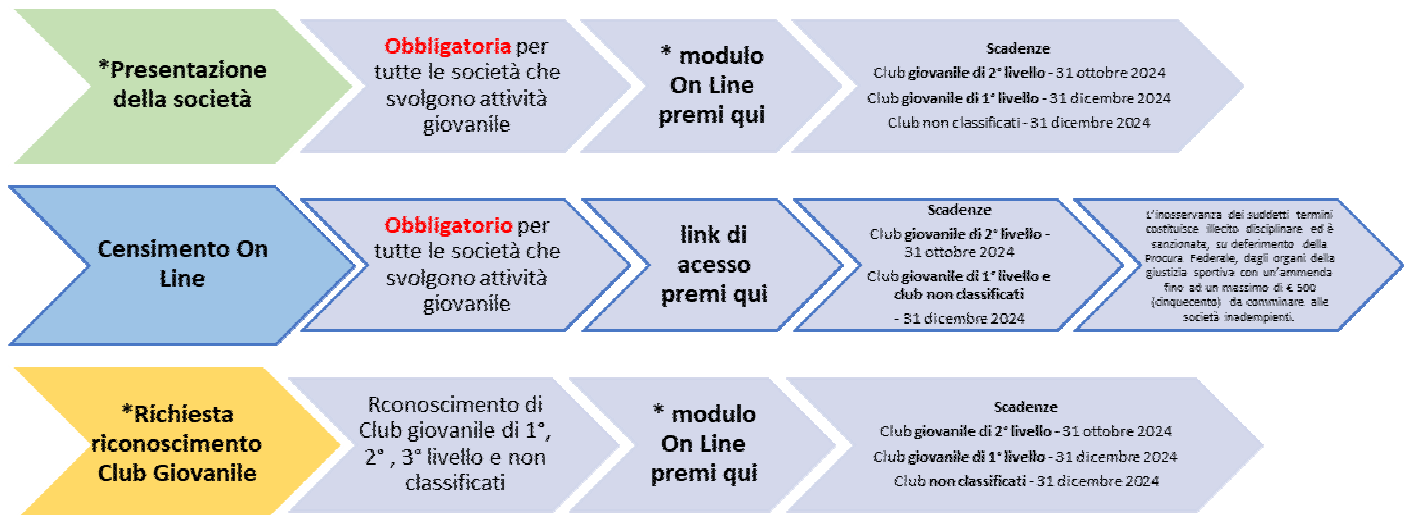 *Presentazione
della società
Obbligatoria per
tutte le società che
svolgono attività
giovanile
* modulo
On Line
premi qui
Scadenze
Club giovanile di 2° livello - 31 ottobre 2024
Club giovanile di 1° livello - 31 dicembre 2024
Club non classificati - 31 dicembre 2024
Censimento On
Line
Obbligatorio per
tutte le società che
svolgono attività
giovanile
link di
acesso
premi qui
Scadenze
Club giovanile di 2° livello -
31 ottobre 2024
Club giovanile di 1° livello e
club non classificati
- 31 dicembre 2024
L'inosservanza dei suddetti termini
costituisce illecito disciplinare ed è
sanzionata, su deferimento della
Procura Federale, dagli organi della
giustizia sportiva con un'ammenda
fino ad un massimo di € 500
(cinquecento) da comminare alle
società inadempienti.
*Richiesta
riconoscimento
Club Giovanile
Rconoscimento di
Club giovanile di 1°,
2° , 3° livello e non
classificati
* modulo
On Line
premi qui
Scadenze
Club giovanile di 2° livello - 31 ottobre 2024
Club giovanile di 1° livello - 31 dicembre 2024
Club non classificati - 31 dicembre 2024